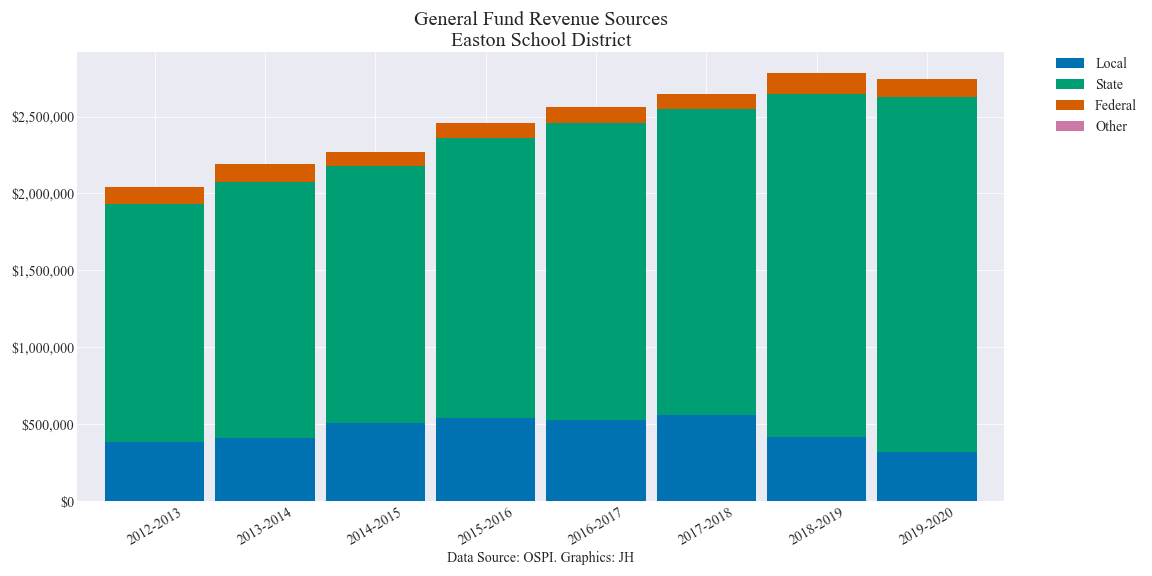 General Fund Revenue Sources
Easton School District
Local
State
Federal
Other
$2,500,000
$2,000,000
$1,500,000
$1,000,000
$500,000
$0
2012-2013
2013-2014
2014-2015
2015-2016
2016-2017
2017-2018
2018-2019
2019-2020
Data Source: OSPI. Graphics: JH